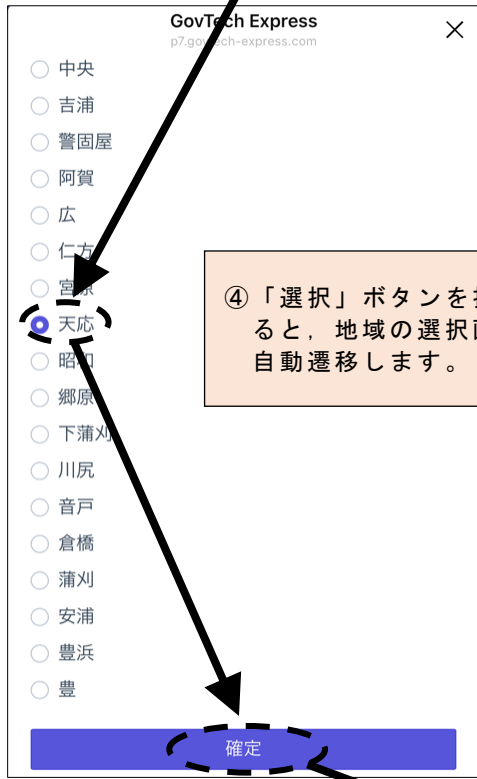 GovTech Express
p7.govtech-express.com
中央
吉浦
警固屋
阿賀
広
仁方
宮原
天応
昭和
郷原
下蒲刈
川尻
音戸
倉橋
蒲刈
安浦
豊浜
豊
④「選択」ボタンを
ると，地域の選択
自動遷移します。
確定